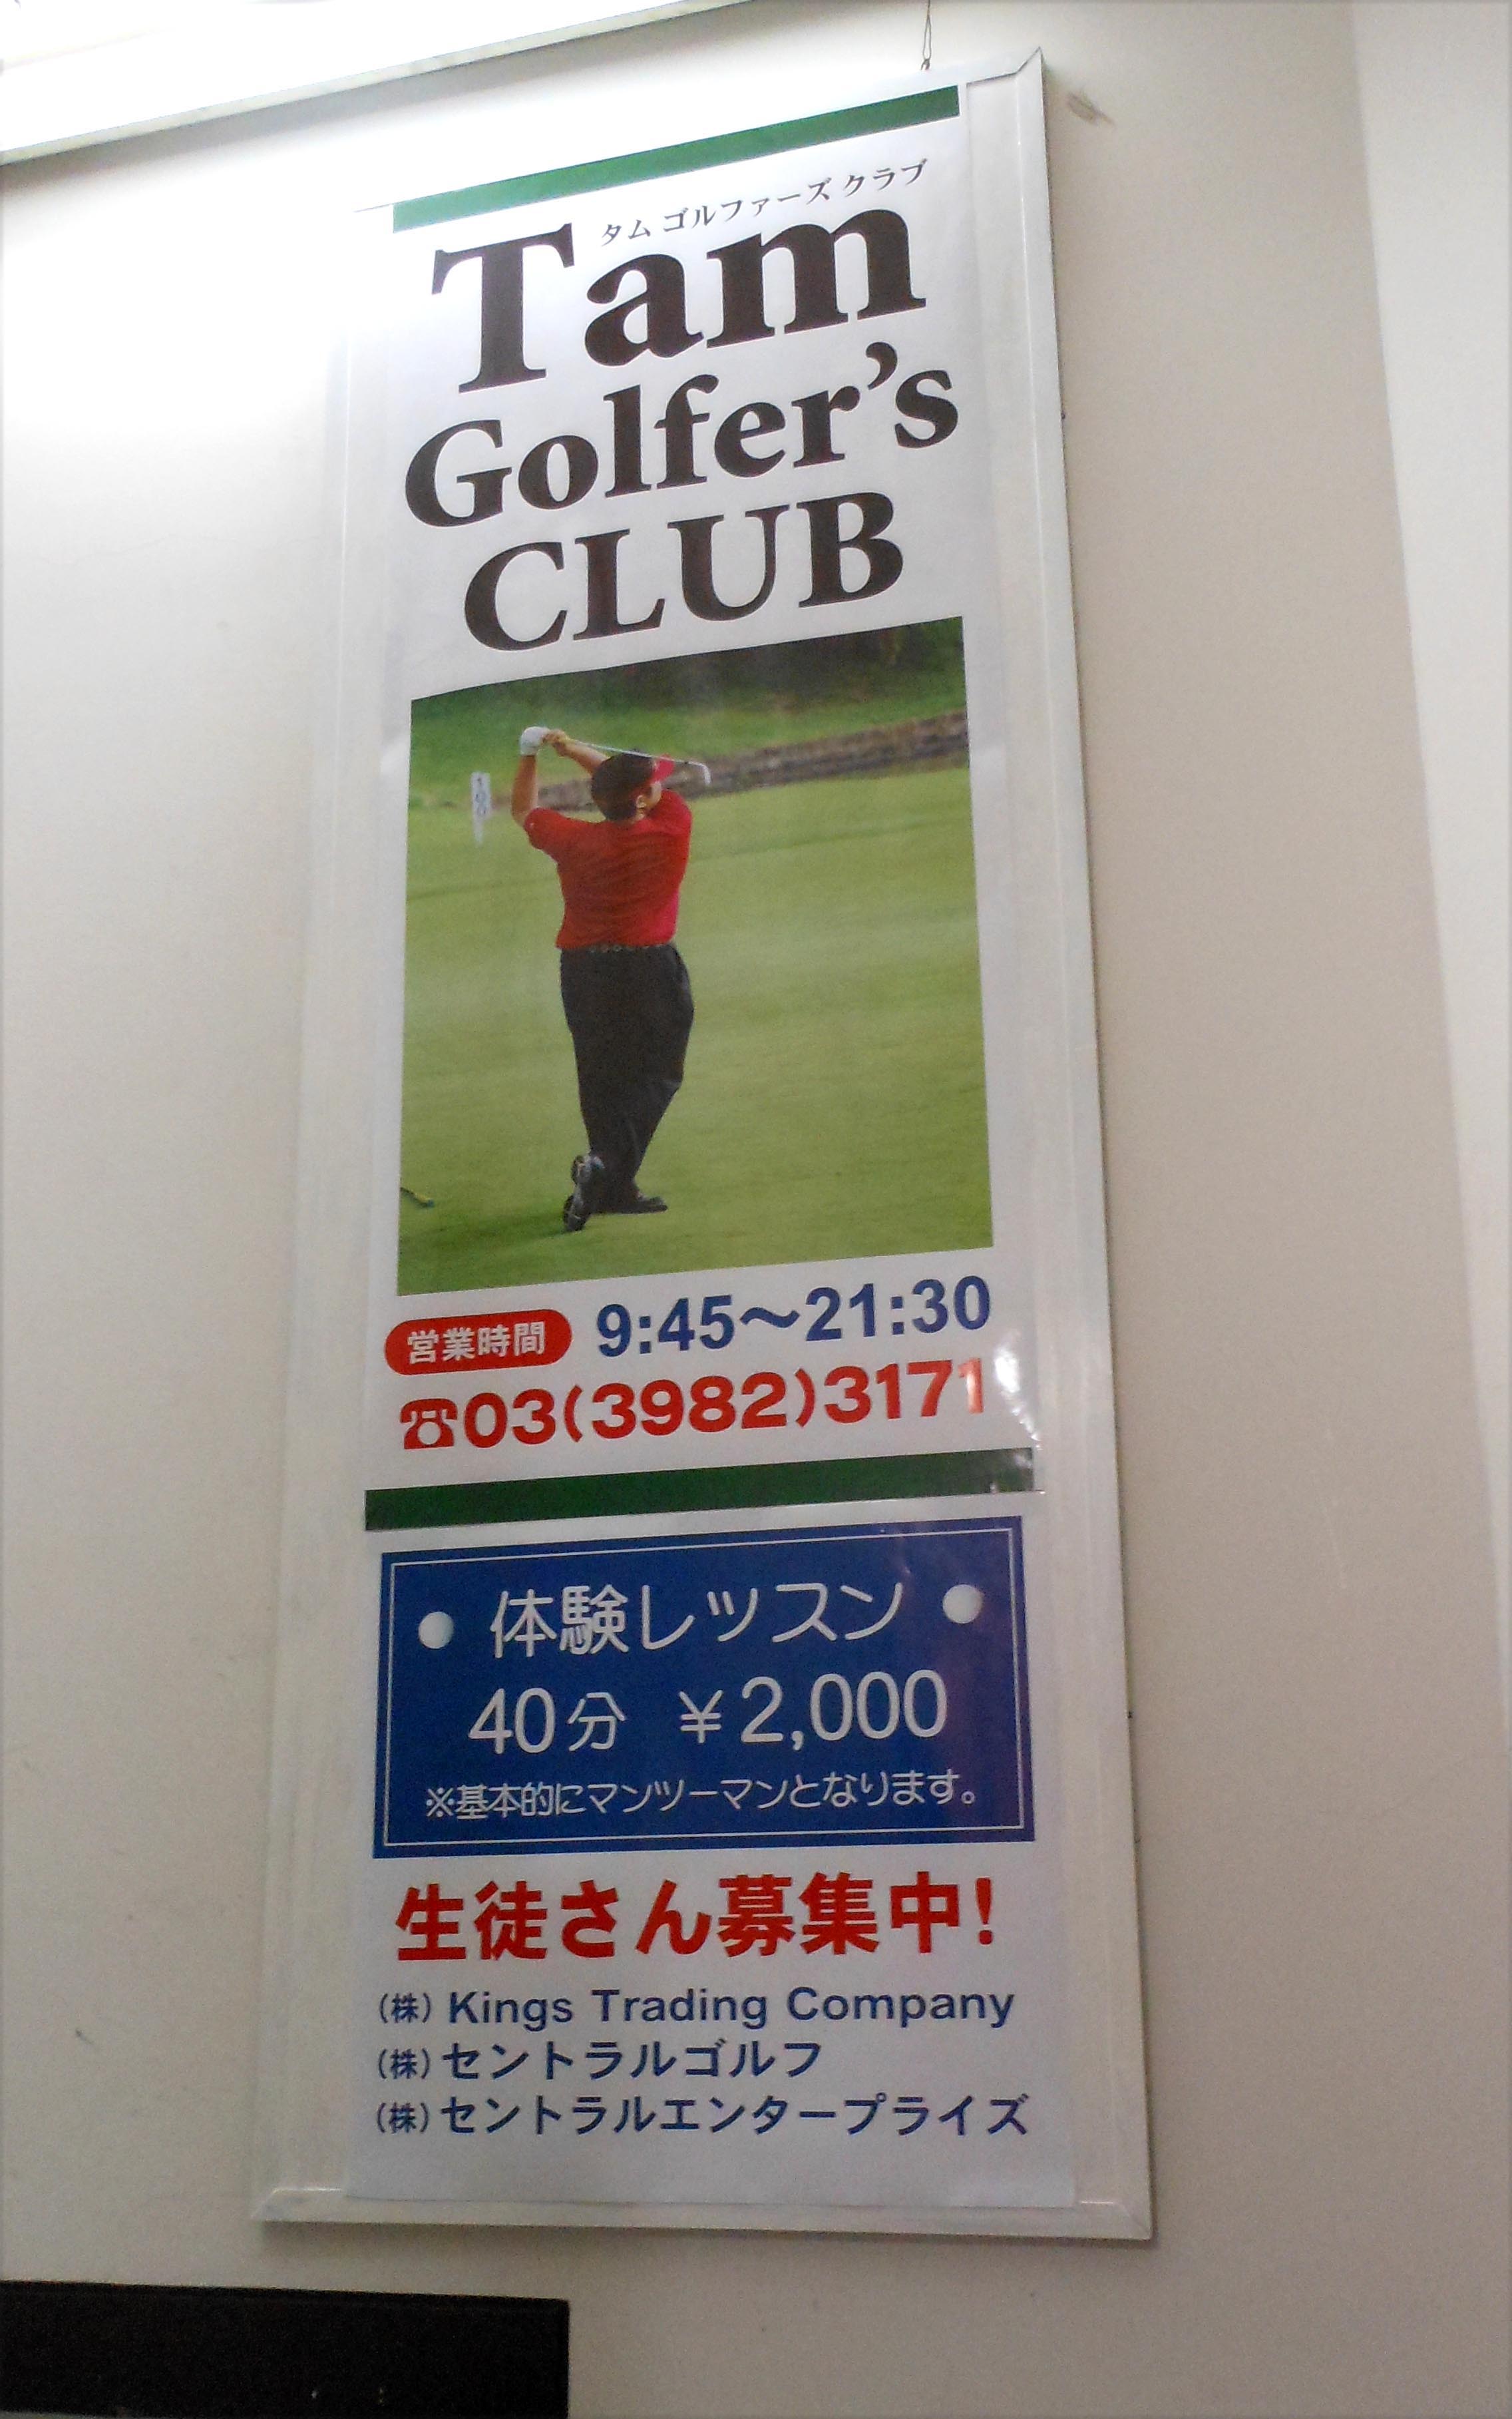 タム ゴルファーズ クラブ
Tam
Golfer's
CLUB
営業時間 9:45〜21:30
☎03(3982)3171
体験レッスン
40分 ¥2,000
※基本的にマンツーマンとなります。
生徒さん募集中!
(株) Kings Trading Company
(株) セントラルゴルフ
(株) セントラルエンタープライズ